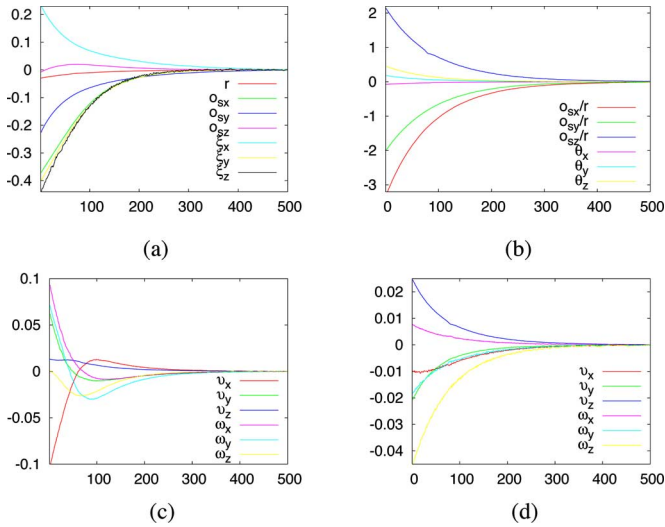 0.2
0.1
0
-0.1
-0.2
-0.3
-0.4
100 200 300 400 500
r
o_sx
o_sy
o_sz
ξ_x
ξ_y
ξ_z
(a)
2
1
0
-1
-2
-3
0 100 200 300 400 500
o_sx/r
o_sy/r
o_sz/r
θ_x
θ_y
θ_z
(b)
0.1
0.05
0
-0.05
-0.1
100 200 300 400 500
υ_x
υ_y
υ_z
ω_x
ω_y
ω_z
(c)
0.02
0.01
0
-0.01
-0.02
-0.03
-0.04
0 100 200 300 400 500
υ_x
υ_y
υ_z
ω_x
ω_y
ω_z
(d)